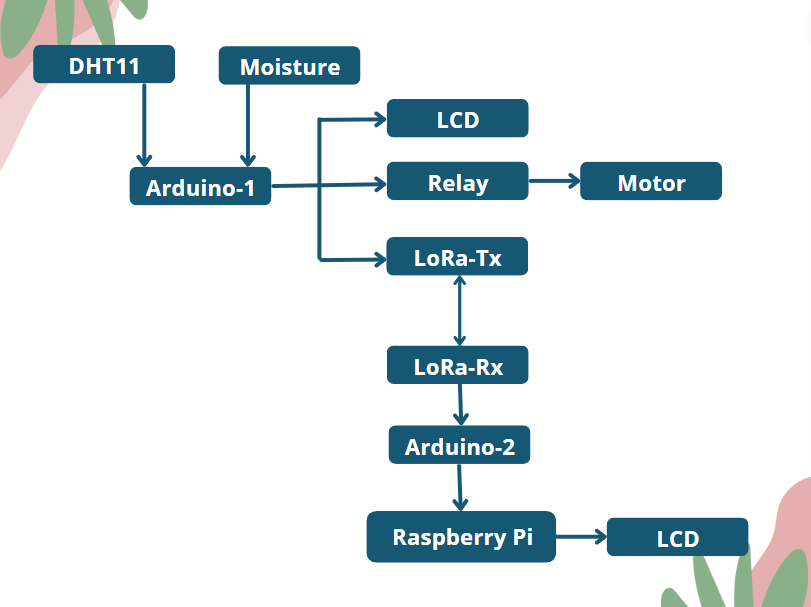 DHT11
Moisture
LCD
Arduino-1
Relay
Motor
LoRa-Tx
LoRa-Rx
Arduino-2
Raspberry Pi
LCD